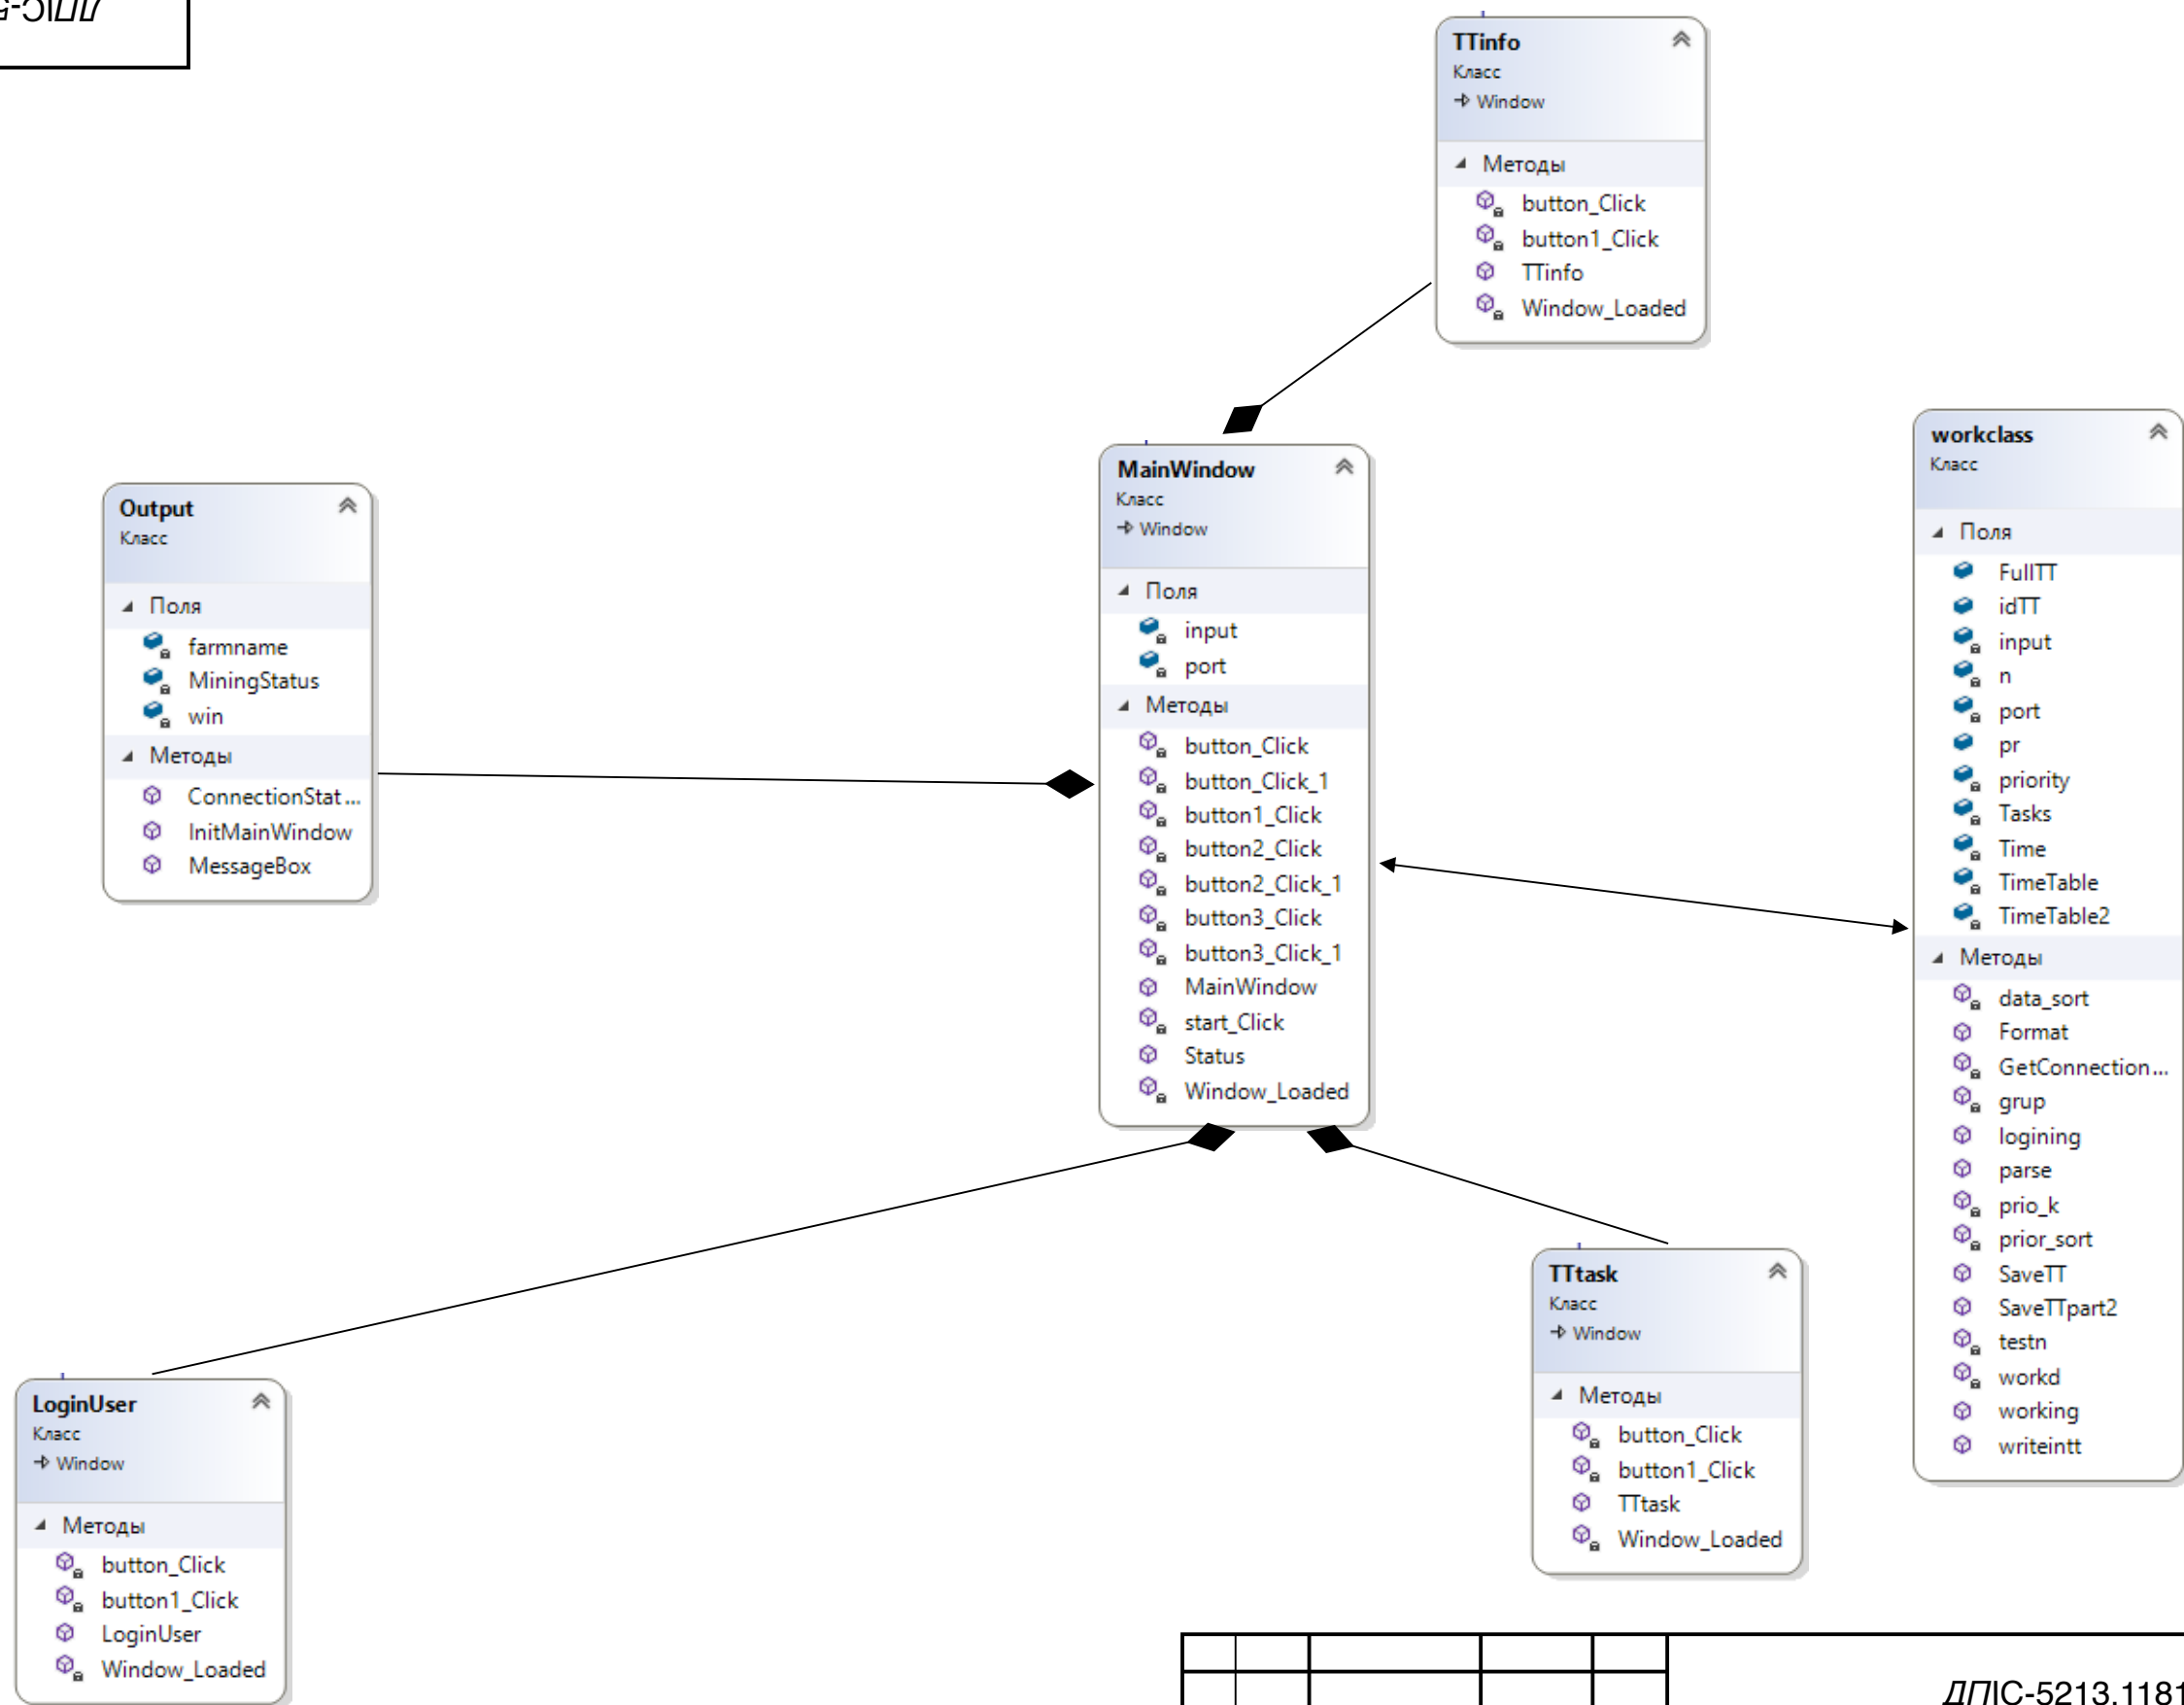 TTinfo
Класс
Window
Методы
button_Click
button1_Click
TTinfo
Window_Loaded
Output
Класс
Поля
farmname
MiningStatus
win
Методы
ConnectionStat...
InitMainWindow
MessageBox
MainWindow
Класс
Window
Поля
input
port
Методы
button_Click
button_Click_1
button1_Click
button2_Click
button2_Click_1
button3_Click
button3_Click_1
MainWindow
start_Click
Status
Window_Loaded
workclass
Класс
Поля
FullTT
idTT
input
n
port
pr
priority
Tasks
Time
TimeTable
TimeTable2
Методы
data_sort
Format
GetConnection...
grup
logining
parse
prio_k
prior_sort
SaveTT
SaveTTpart2
testn
workd
working
writeintt
LoginUser
Класс
Window
Методы
button_Click
button1_Click
LoginUser
Window_Loaded
TTtask
Класс
Window
Методы
button_Click
button1_Click
TTtask
Window_Loaded
ДПІС-5213.1181